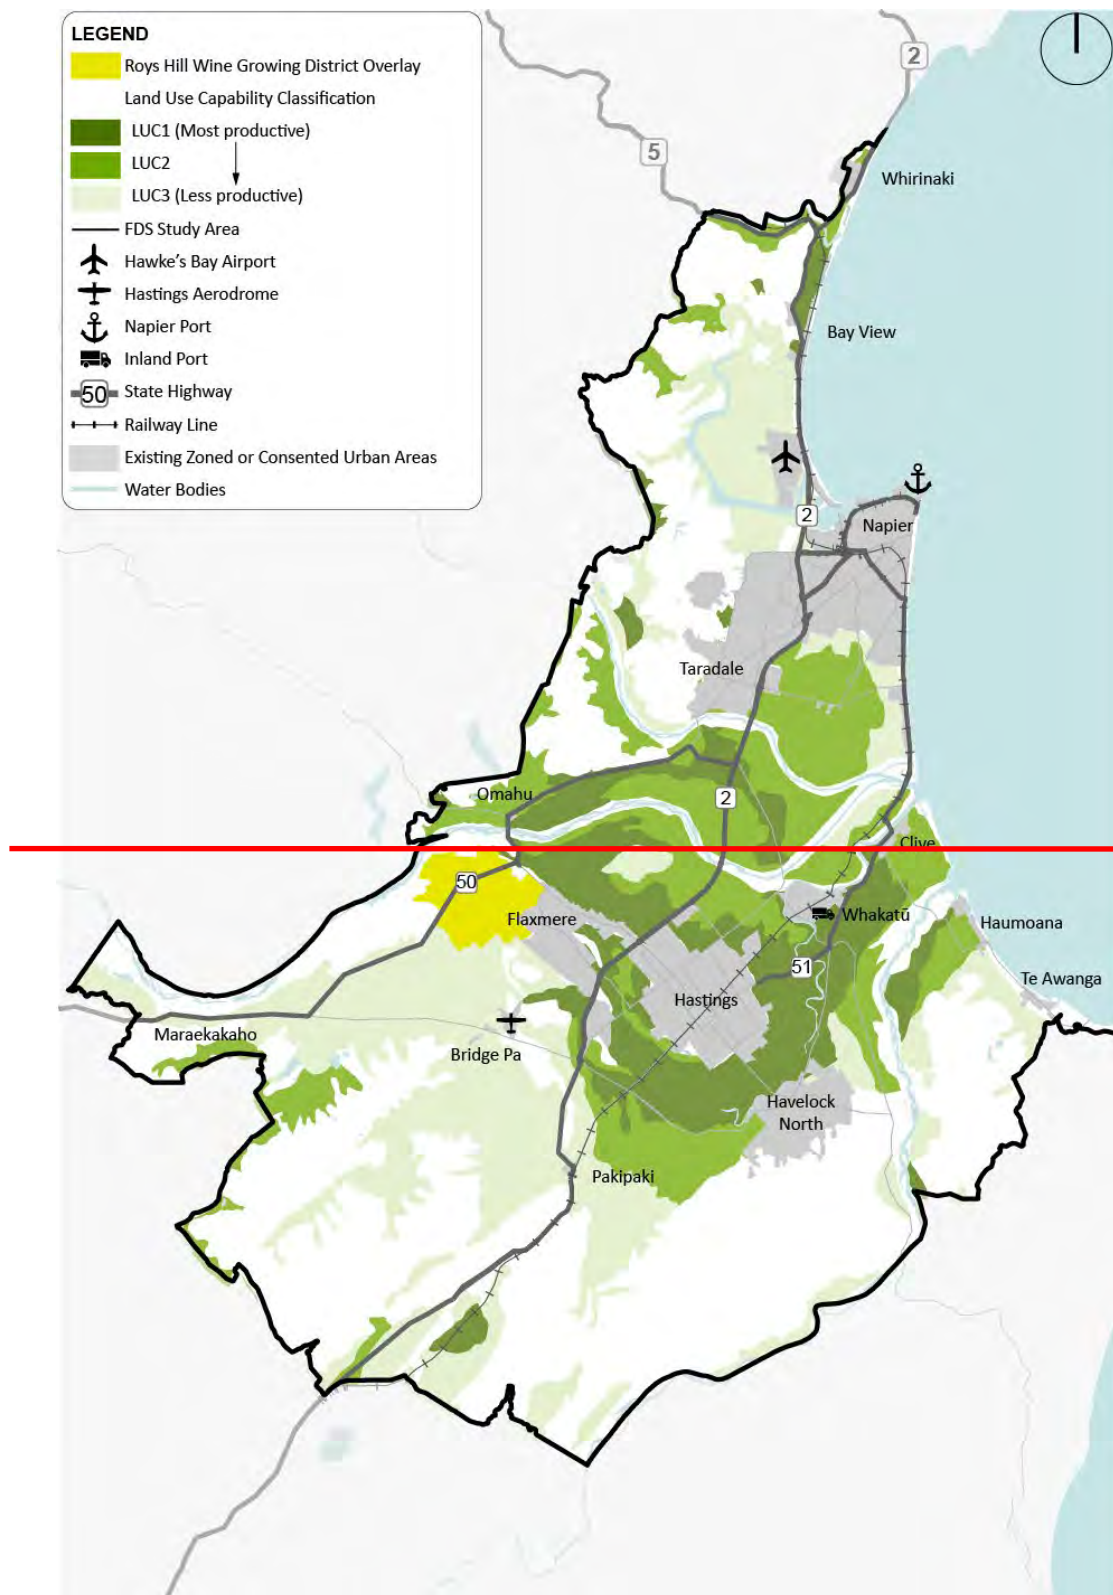 LEGEND
Roys Hill Wine Growing District Overlay
Land Use Capability Classification
LUC1 (Most productive)
LUC2
LUC3 (Less productive)
FDS Study Area
Hawke's Bay Airport
Hastings Aerodrome
Napier Port
Inland Port
50 State Highway
Railway Line
Existing Zoned or Consented Urban Areas
Water Bodies
2
5
Whirinaki
Bay View
2
Napier
Taradale
Omahu
2
Clive
50
Flaxmere
Whakatū
Haumoana
51
Te Awanga
Hastings
Maraekakaho
Bridge Pa
Havelock
North
Pakipaki